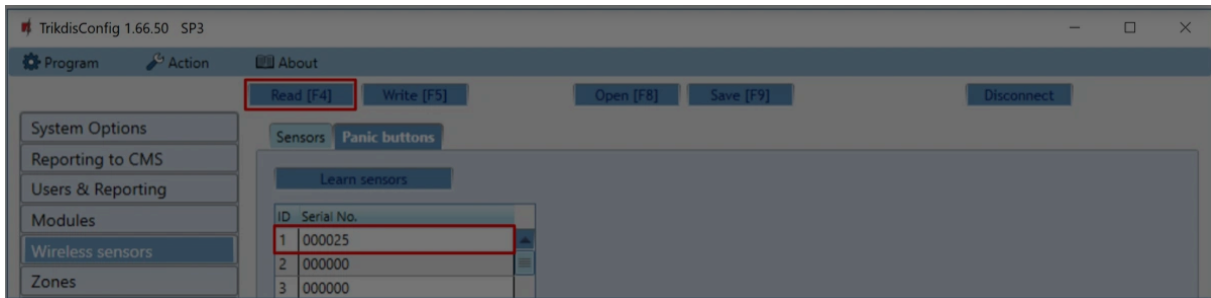 TrikdisConfig 1.66.50 SP3
Program Action About
Read [F4] Write [F5] Open [F8] Save [F9] Disconnect
System Options
Reporting to CMS
Users & Reporting
Modules
Wireless sensors
Zones
Sensors Panic buttons
Learn sensors
ID Serial No.
1 000025
2 000000
3 000000